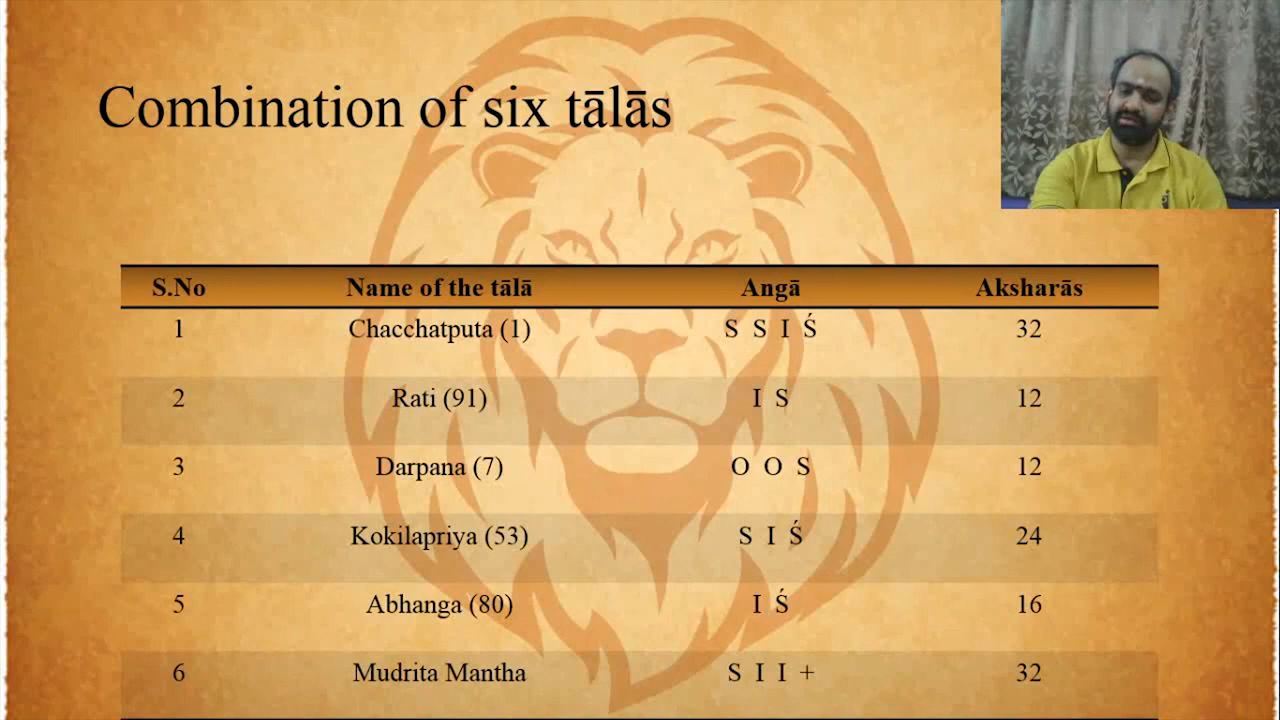 Combination of six tālās
S.No Name of the tālā Angā Aksharās
1 Chacchatputa (1) S S I Ś 32
2 Rati (91) I S 12
3 Darpana (7) O O S 12
4 Kokilapriya (53) S I Ś 24
5 Abhanga (80) I Ś 16
6 Mudrita Mantha S I I + 32